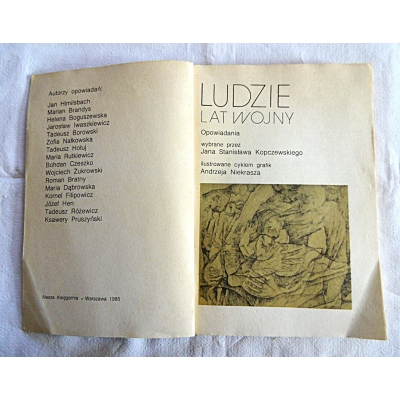 Autorzy opowiadań:
Jan Himilsbach
Marian Brandys
Helena Boguszewska
Jarosław Iwaszkiewicz
Tadeusz Borowski
Zofia Nałkowska
Tadeusz Hołuj
Maria Rutkiewicz
Bohdan Czeszko
Wojciech Żukrowski
Roman Bratny
Maria Dąbrowska
Kornel Filipowicz
Józef Hen
Tadeusz Różewicz
Ksawery Pruszyński
Nasza Księgarnia • Warszawa 1985
LUDZIE
LAT WOJNY
Opowiadania
wybrane przez
Jana Stanisława Kopczewskiego
ilustrowane cyklem grafik
Andrzeja Niekrasza